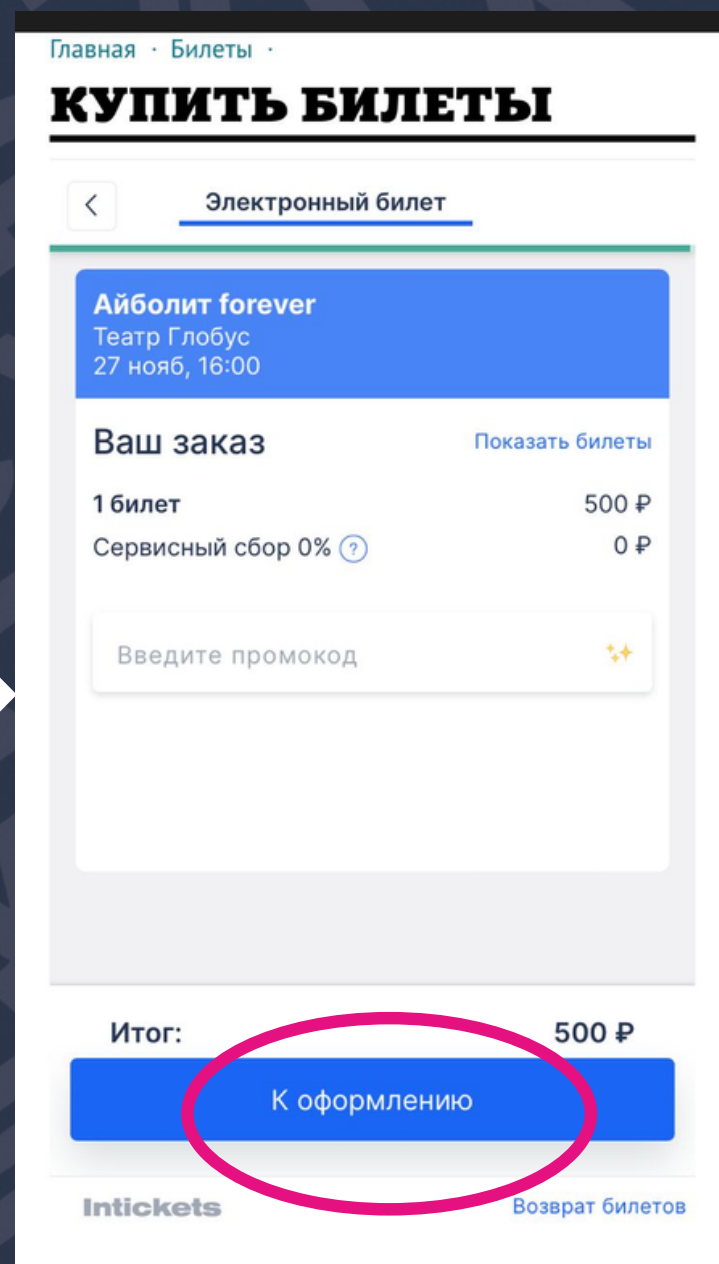 Главная · Билеты ·
КУПИТЬ БИЛЕТЫ
Электронный билет
Айболит forever
Театр Глобус
27 нояб, 16:00
Ваш заказ Показать билеты
1 билет 500 ₽
Сервисный сбор 0% ? 0 ₽
Введите промокод
Итог: 500 ₽
К оформлению
Intickets Возврат билетов